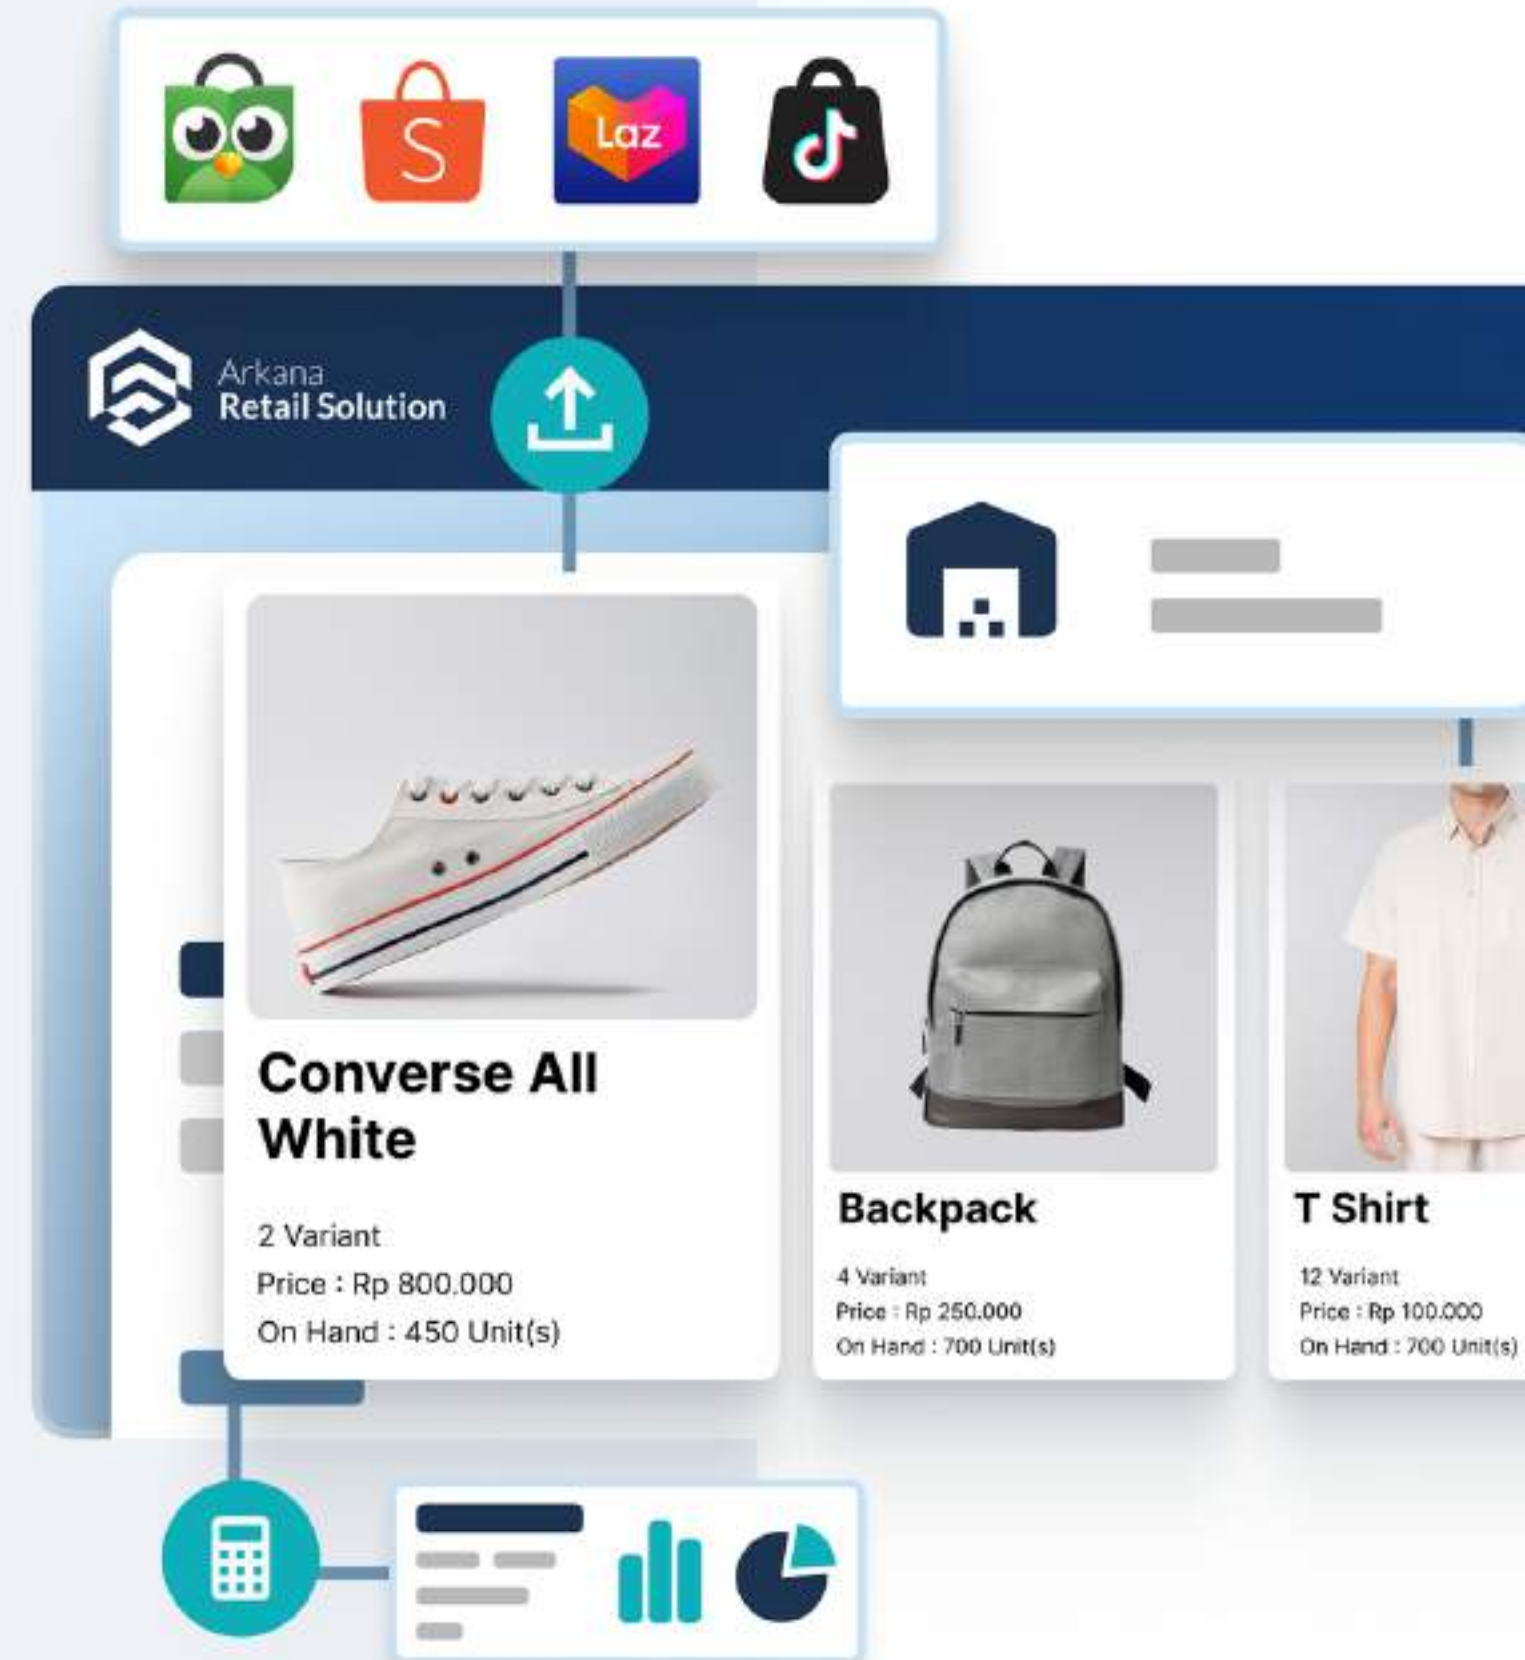 S
Laz
Arkana
Retail Solution
Converse All
White
2 Variant
Price : Rp 800.000
On Hand : 450 Unit(s)
Backpack
4 Variant
Price : Rp 250.000
On Hand : 700 Unit(s)
T Shirt
12 Variant
Price : Rp 100.000
On Hand : 700 Unit(s)